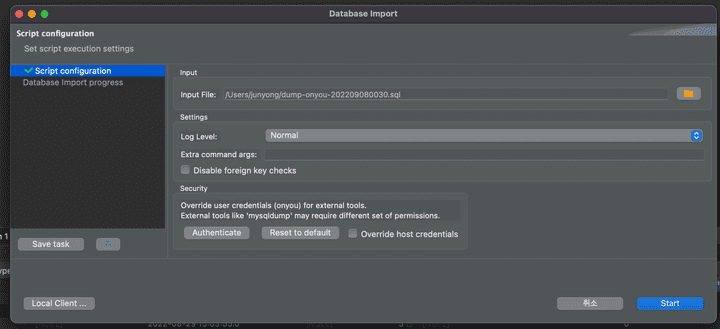 Database Import
Script configuration
Set script execution settings
Script configuration
Database Import progress
Input
Input File: /Users/junyong/dump-onyou-202209080030.sql
Settings
Log Level: Normal
Extra command args:
Disable foreign key checks
Security
Override user credentials (onyou) for external tools.
External tools like 'mysqldump' may require different set of permissions.
Authenticate Reset to default Override host credentials
Save task
Local Client ... 취소 Start